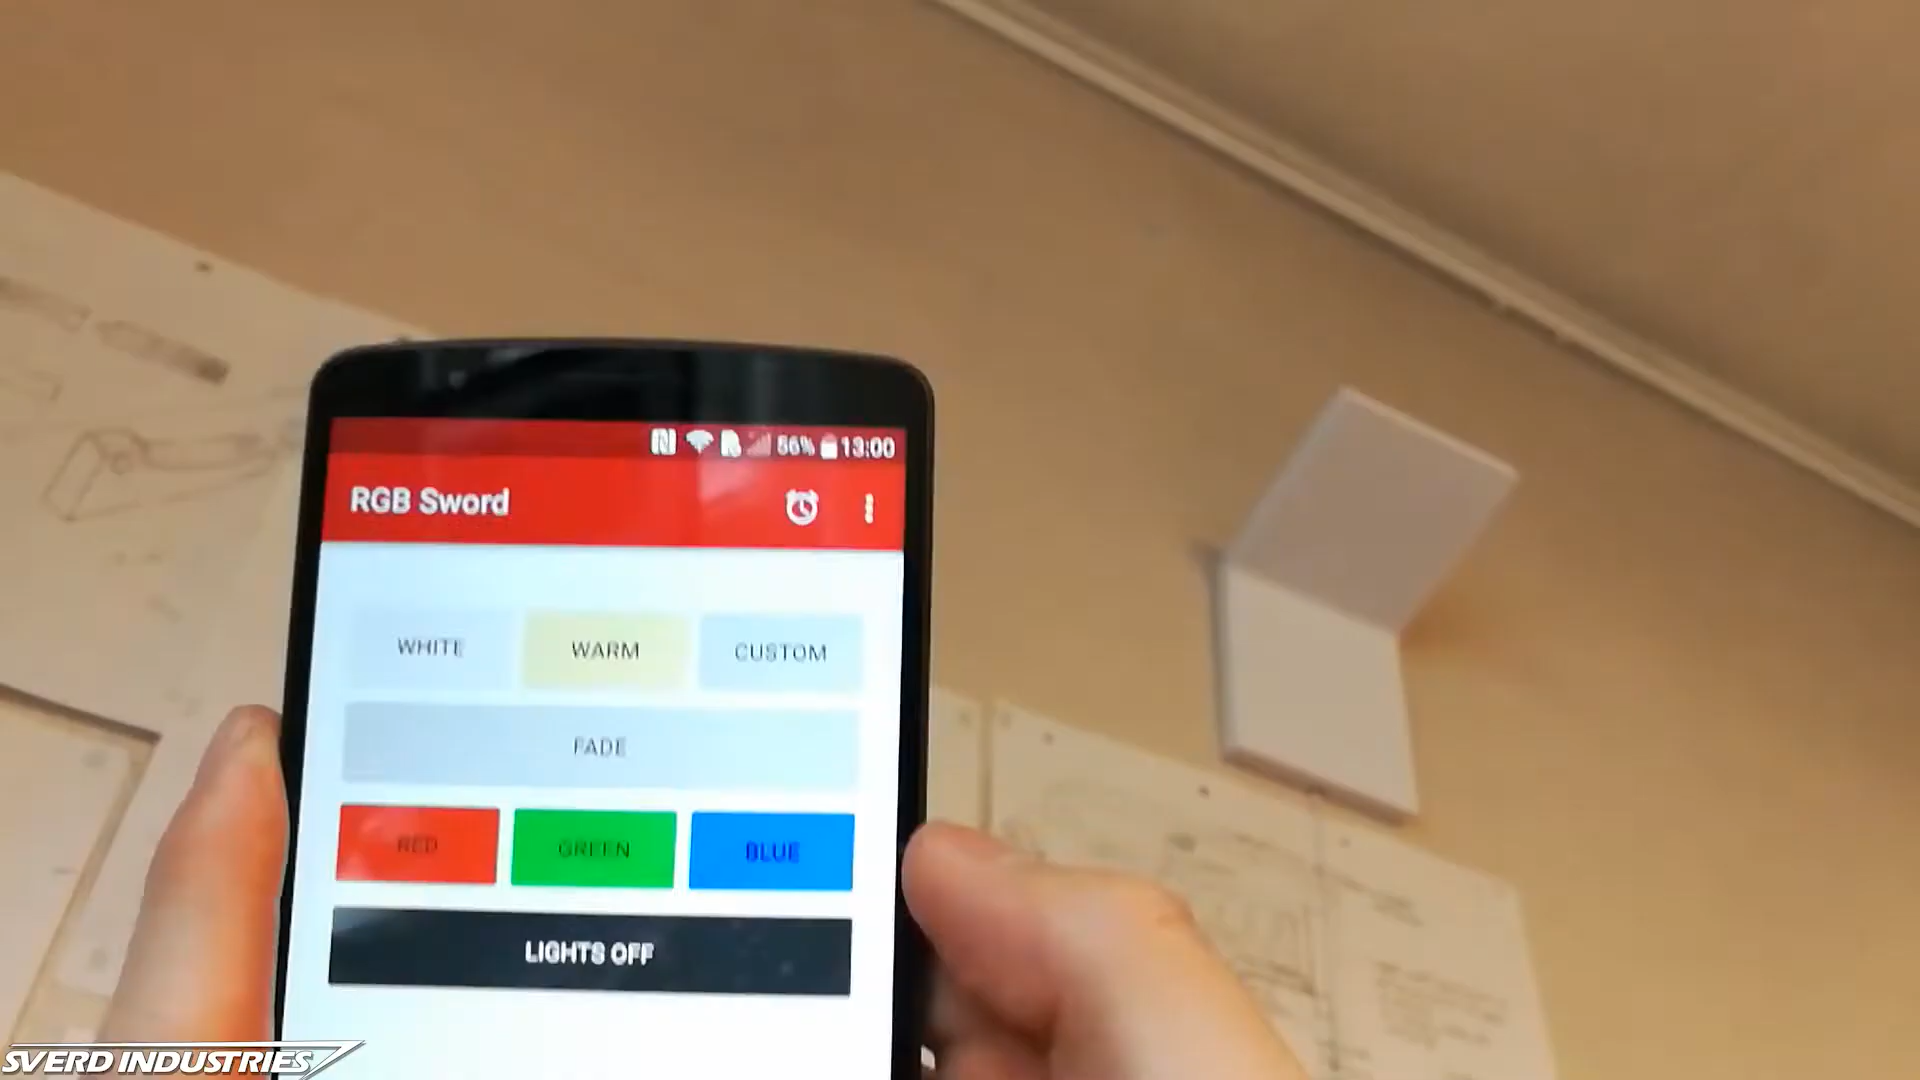 56% 13:00
RGB Sword
WHITE WARM CUSTOM
FADE
RED GREEN BLUE
LIGHTS OFF
SVERD INDUSTRIES